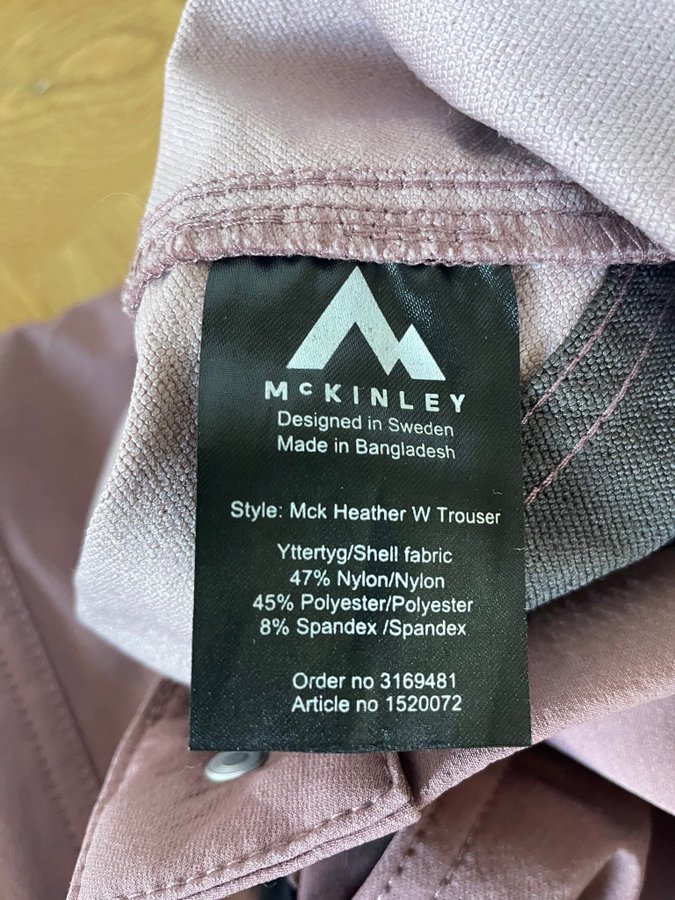 McKINLEY
Designed in Sweden
Made in Bangladesh
Style: Mck Heather W Trouser
Yttertyg/Shell fabric
47% Nylon/Nylon
45% Polyester/Polyester
8% Spandex /Spandex
Order no 3169481
Article no 1520072